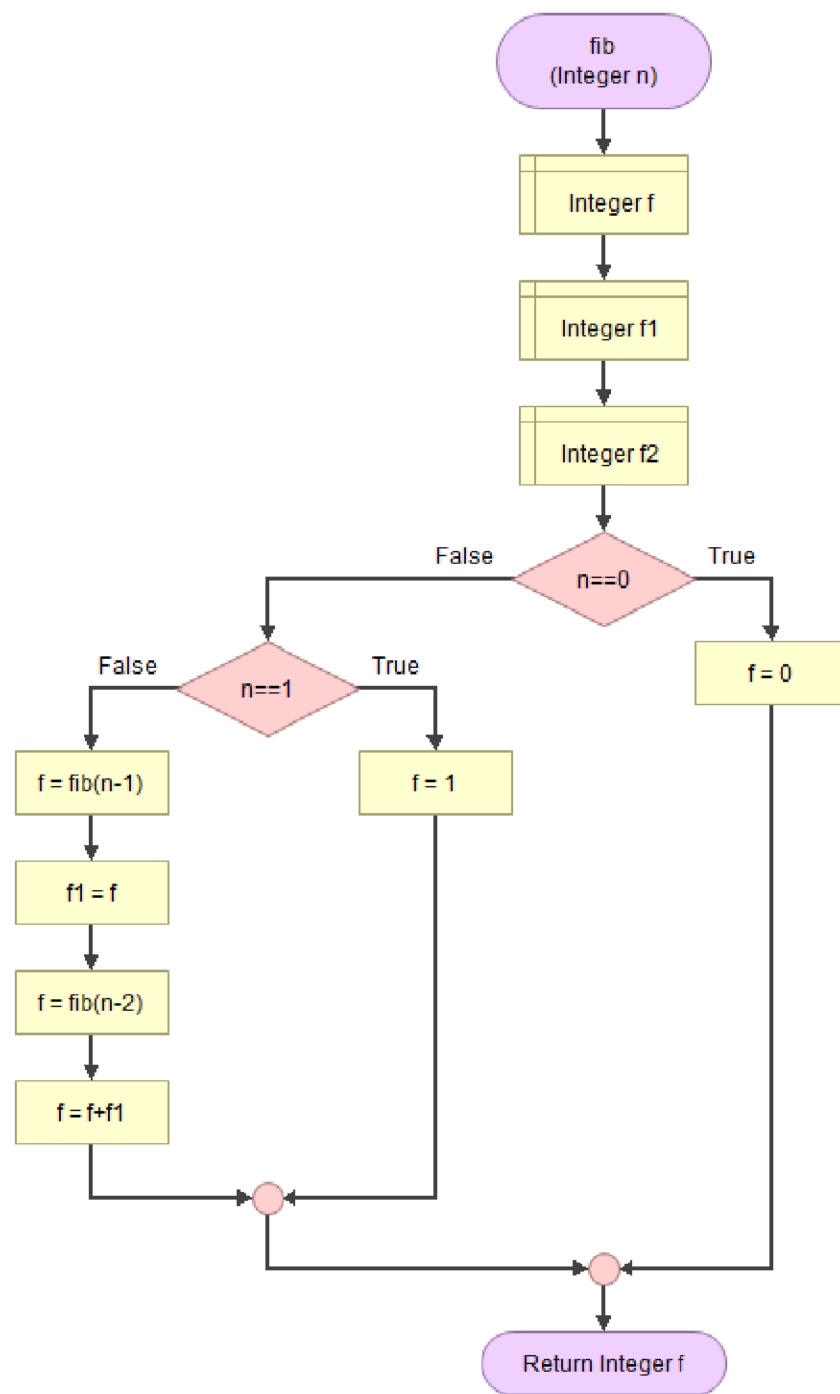 fib
(Integer n)
Integer f
Integer f1
Integer f2
False
True
n==0
f = 0
False
True
n==1
f = fib(n-1)
f = 1
f1 = f
f = fib(n-2)
f = f+f1
Return Integer f